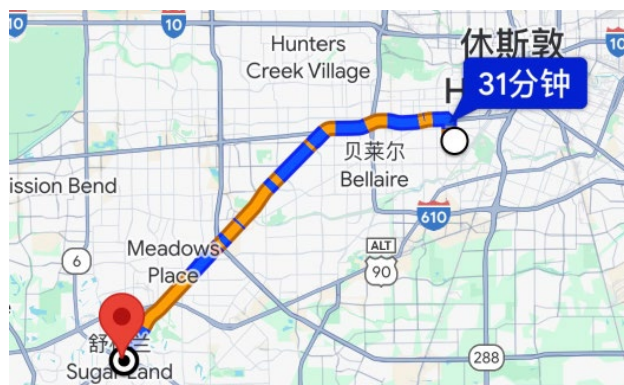 10
10
10
Hunters
Creek Village
休斯敦
H
31分钟
贝莱尔
Bellaire
ission Bend
610
ALT
90
6
Meadows
Place
288
Sugar Land